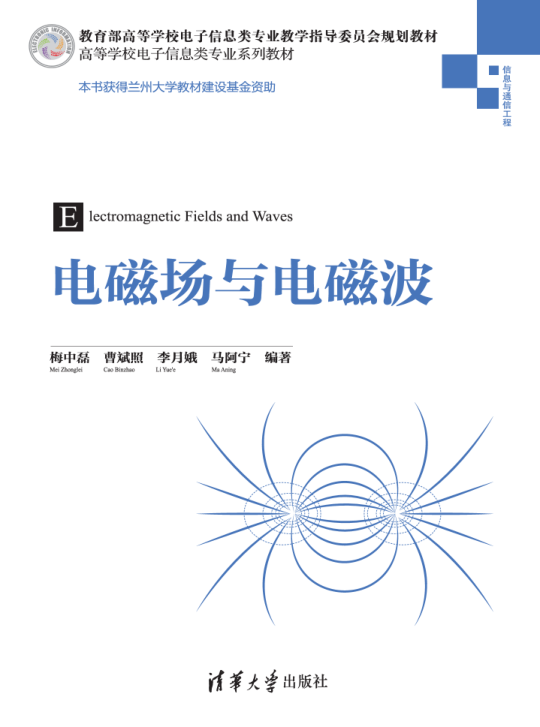 ELECTRONIC INFORMATION
教育部高等学校电子信息类专业教学指导委员会规划教材
高等学校电子信息类专业系列教材
本书获得兰州大学教材建设基金资助
信息与通信工程
Electromagnetic Fields and Waves
电磁场与电磁波
梅中磊 曹斌照 李月娥 马阿宁 编著
Mei Zhonglei Cao Binzhao Li Yue'e Ma Aning
清华大学出版社